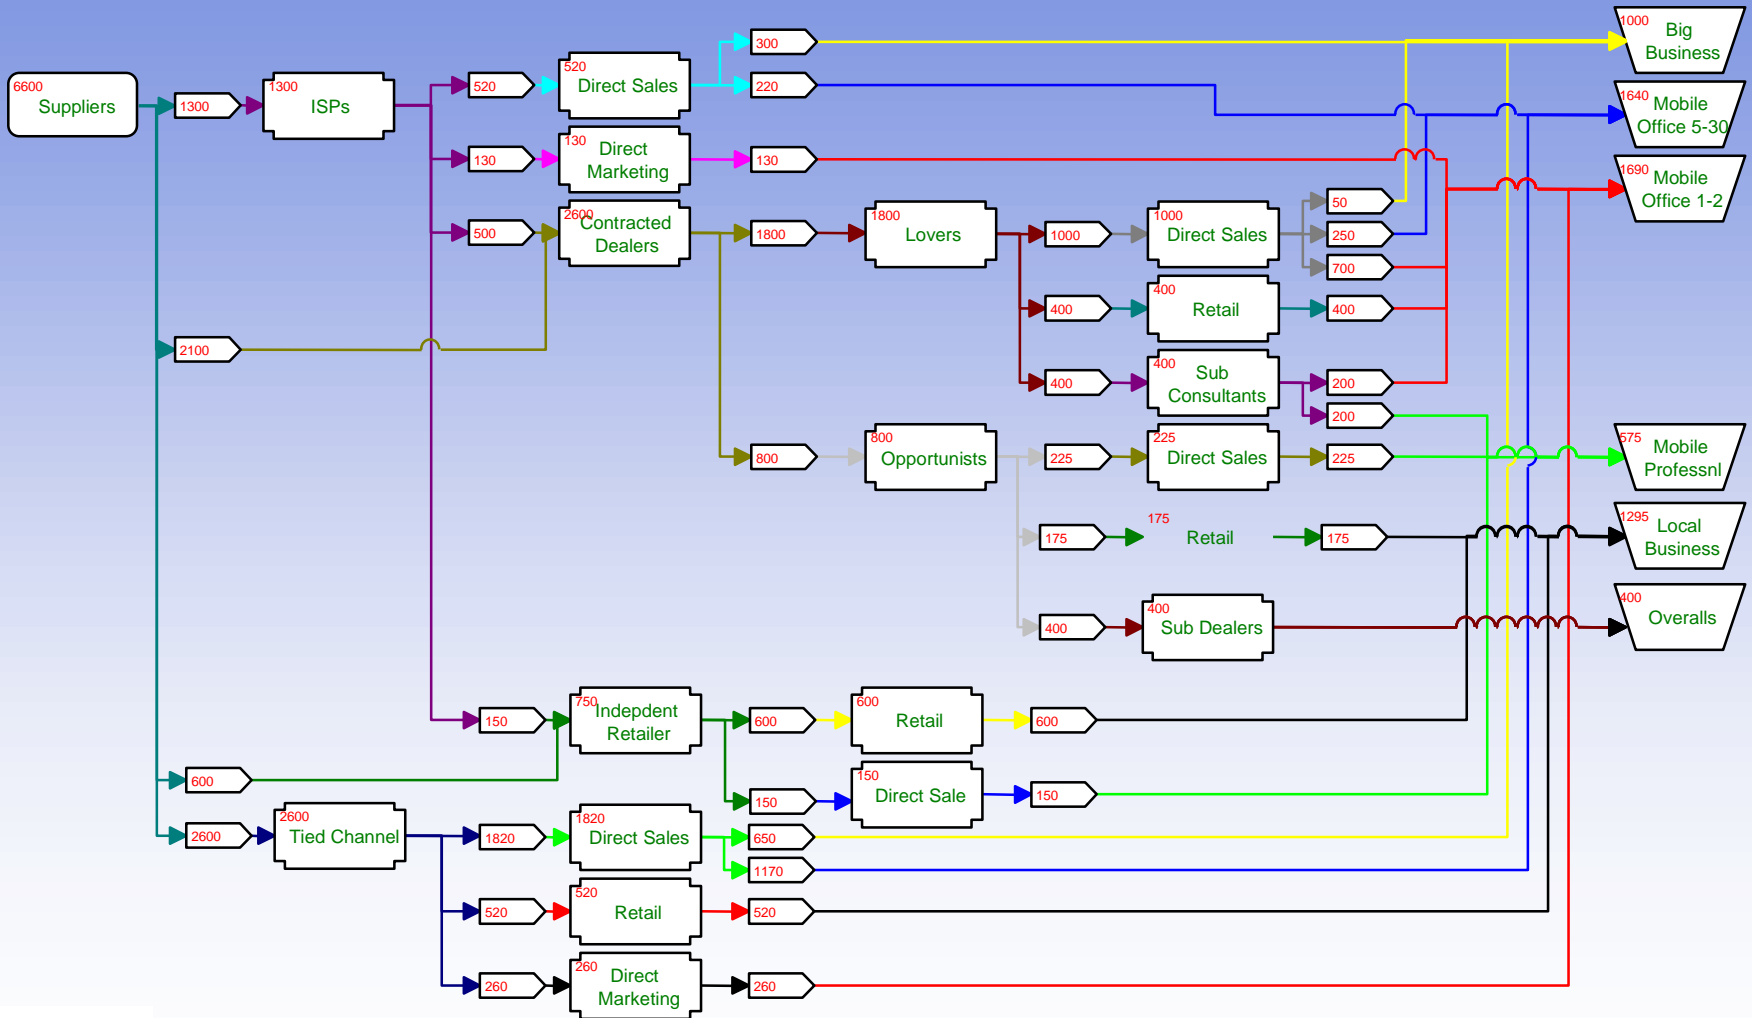 6600
Suppliers
1300
1300
ISPs
520
520
Direct Sales
300
220
130
130
Direct
Marketing
130
500
2600
Contracted
Dealers
1800
1800
Lovers
1000
1000
Direct Sales
50
250
700
400
400
Retail
400
400
400
Sub
Consultants
200
200
2100
800
800
Opportunists
225
225
Direct Sales
225
175
175
Retail
175
400
400
Sub Dealers
150
750
Indepdent
Retailer
600
600
Retail
600
150
150
Direct Sale
150
600
2600
2600
Tied Channel
1820
1820
Direct Sales
650
1170
520
520
Retail
520
260
260
Direct
Marketing
260
1000
Big
Business
1640
Mobile
Office 5-30
1690
Mobile
Office 1-2
575
Mobile
Professnl
1295
Local
Business
400
Overalls